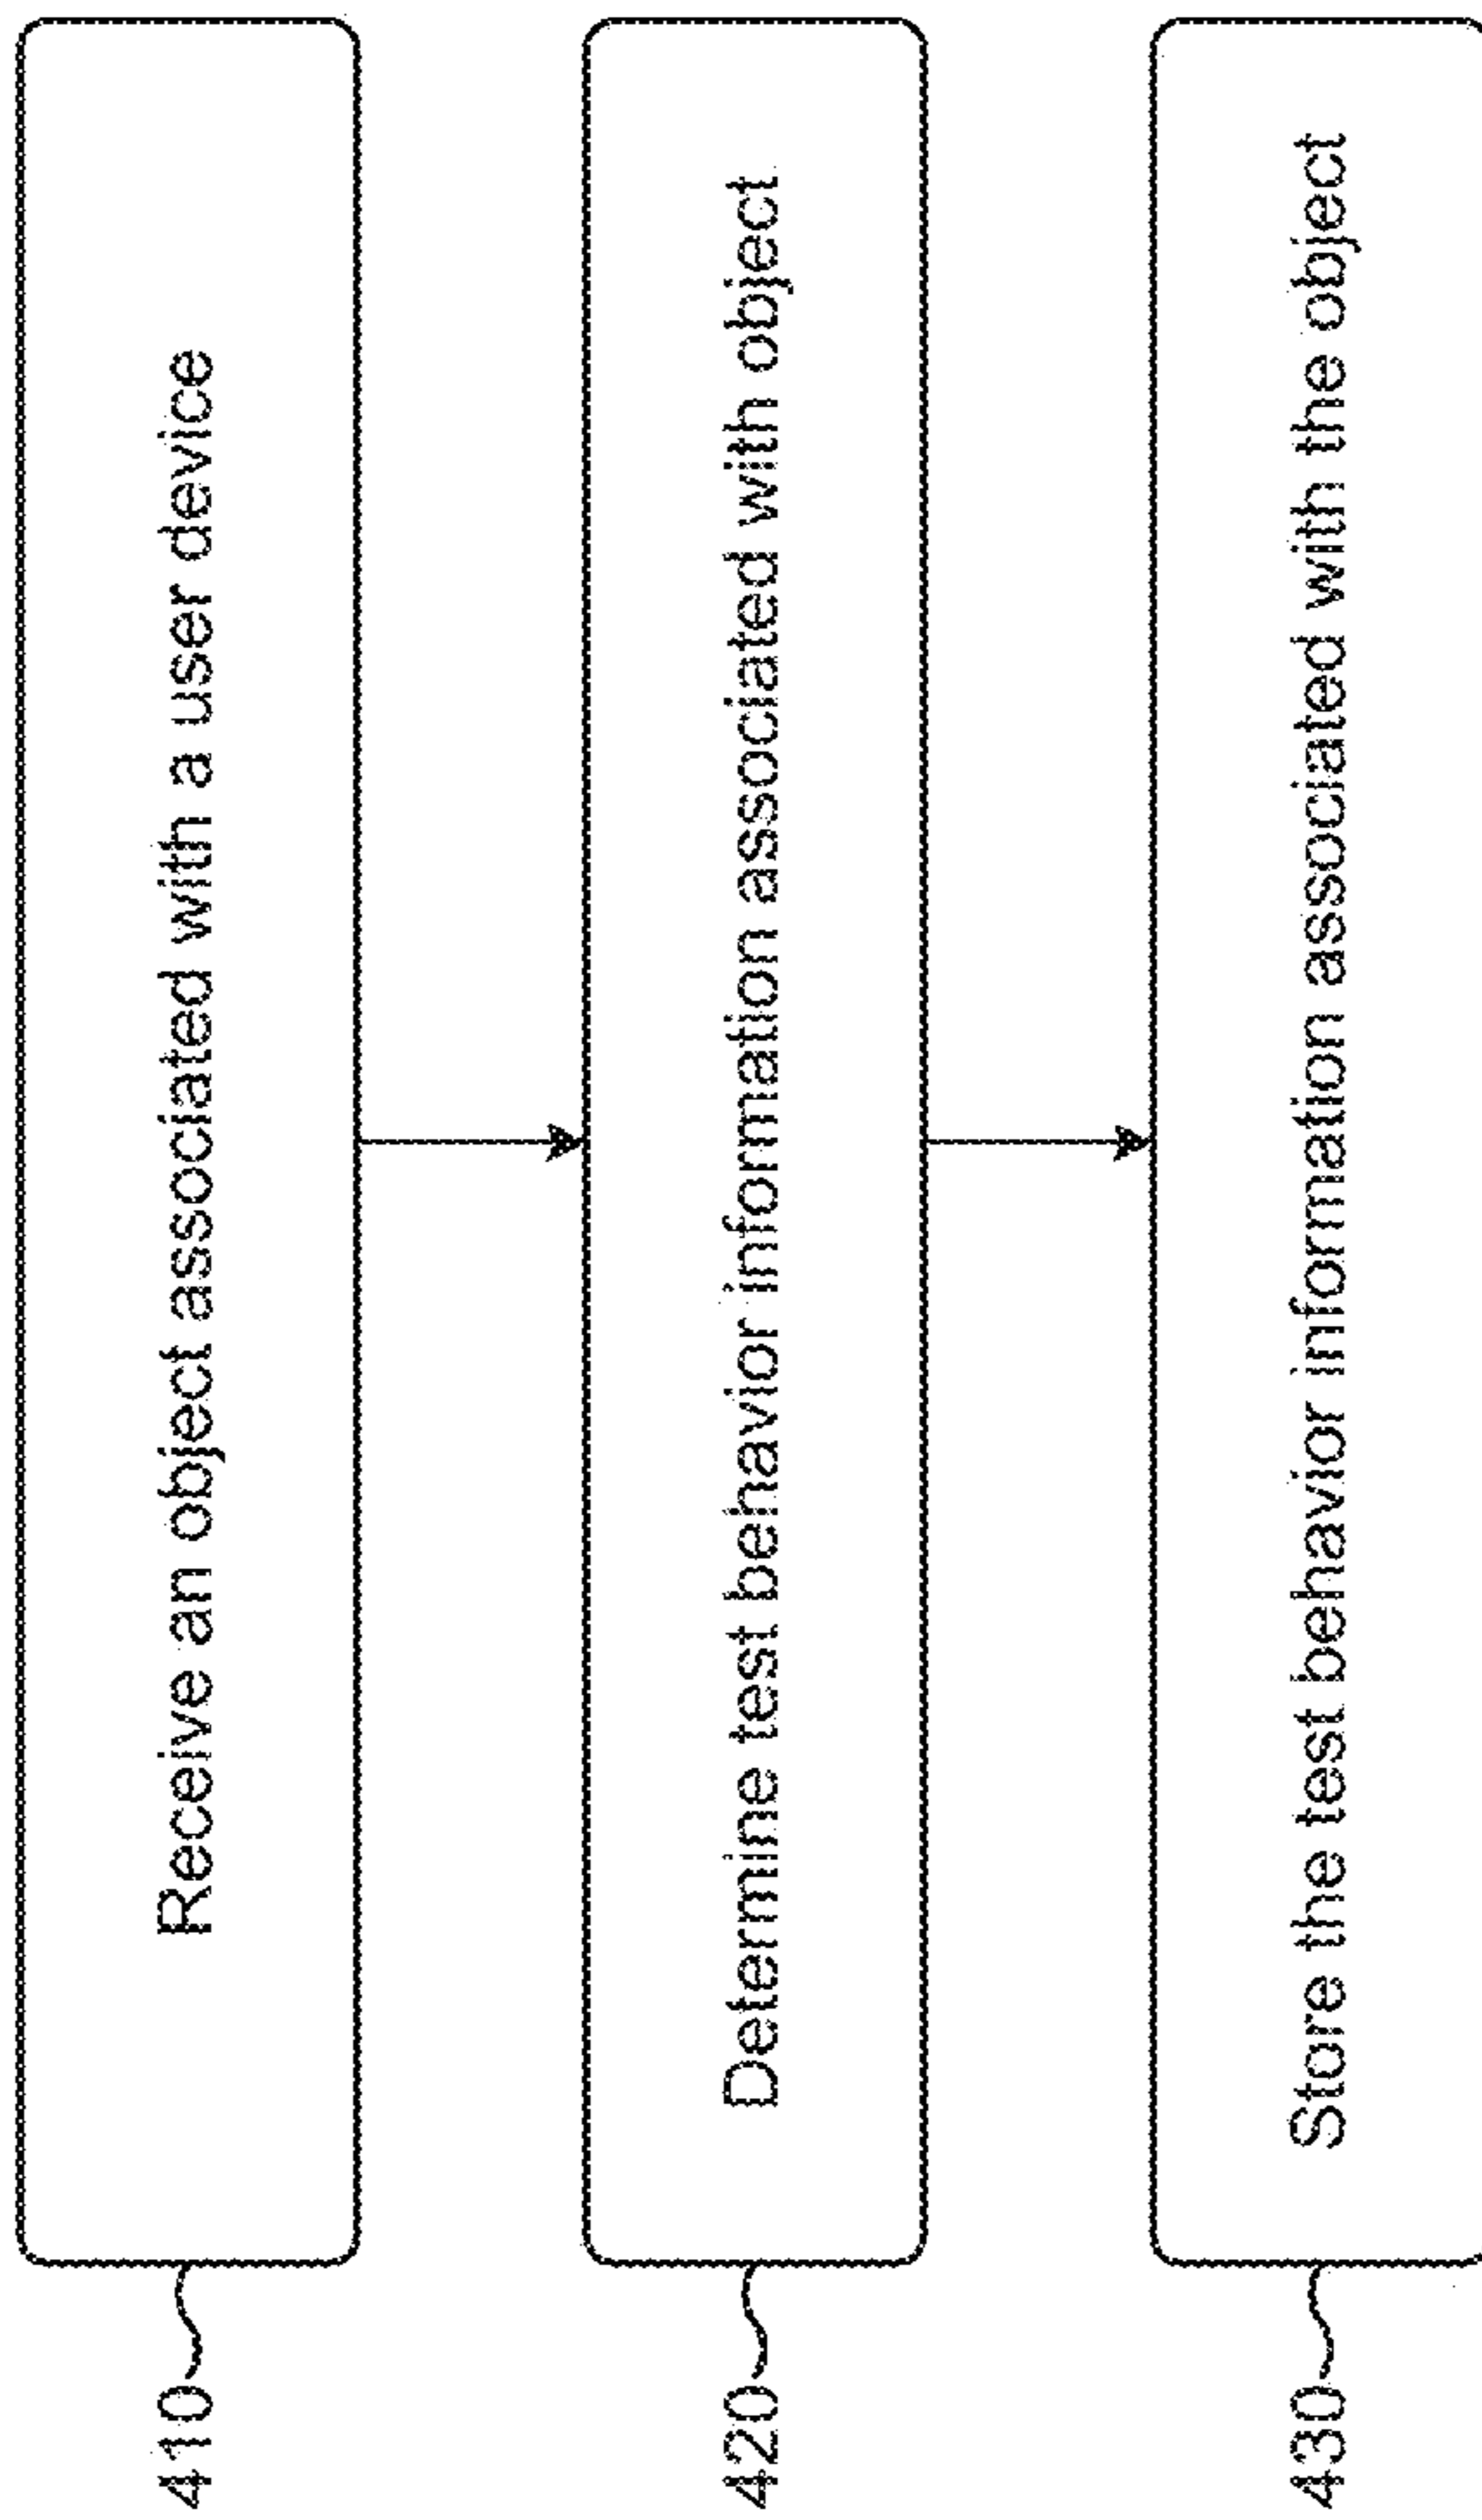 410
Receive an object associated with a user device
420
Determine test behavior information associated with object
430
Store the test behavior information associated with the object